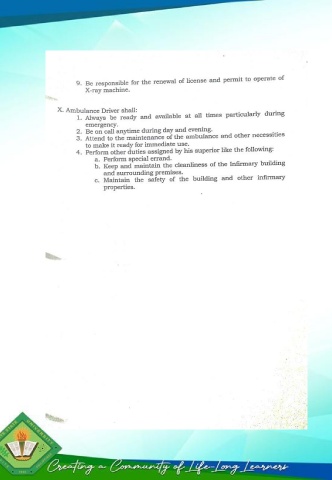 9. Be responsible for the renewal of license and permit to operate of
X-ray machine.
X. Ambulance Driver shall:
1. Always be ready and available at all times particularly during
emergency.
2. Be on call anytime during day and evening.
3. Attend to the maintenance of the ambulance and other necessities
to make it ready for immediate use.
4. Perform other duties assigned by his superior like the following:
a. Perform special errand.
b. Keep and maintain the cleanliness of the Infirmary building
and surrounding premises.
c. Maintain the safety of the building and other infirmary
properties.
Creating a Community of Life-Long Learners